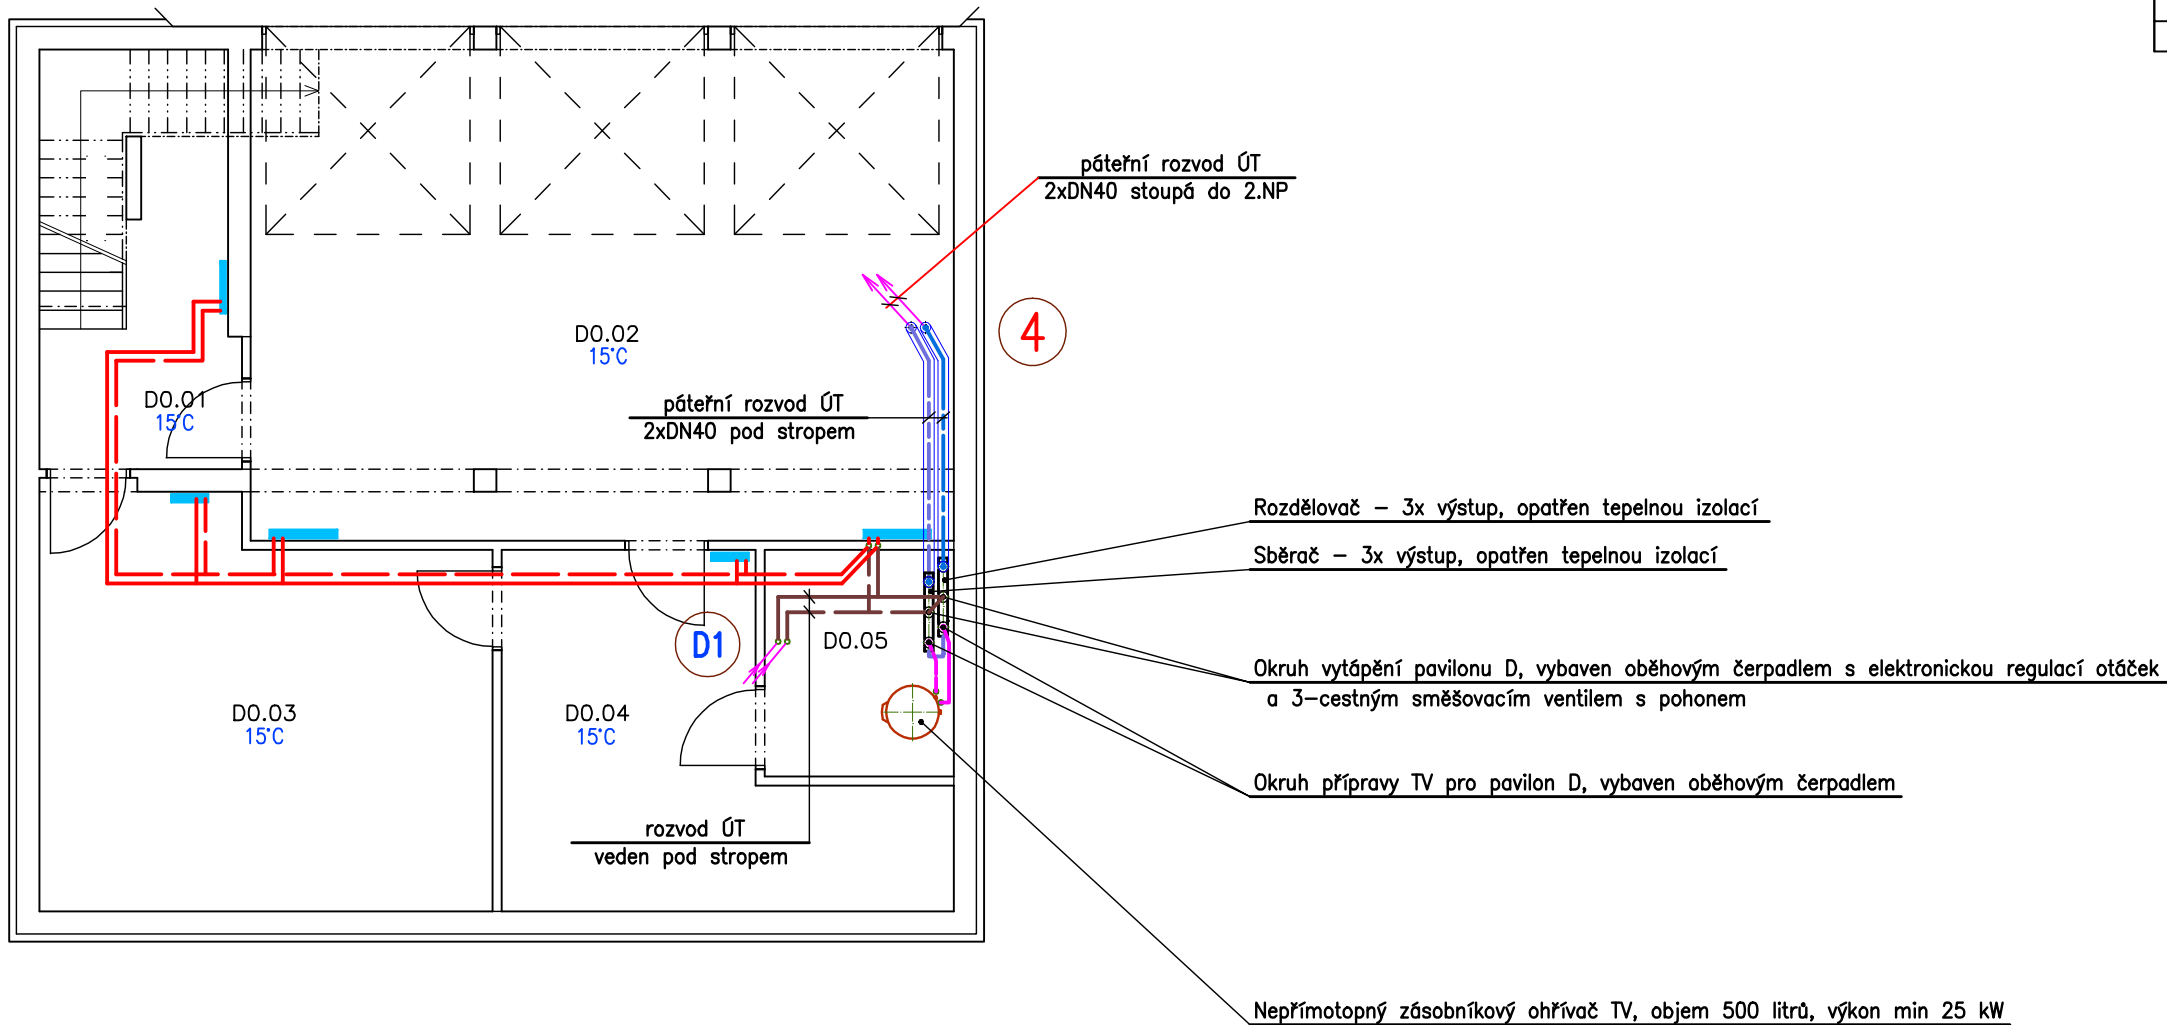 páteřní rozvod ÚT
2xDN40 stoupá do 2.NP
4
D0.02
15°C
D0.01
15°C
páteřní rozvod ÚT
2xDN40 pod stropem
Rozdělovač – 3x výstup, opatřen tepelnou izolací
Sběrač – 3x výstup, opatřen tepelnou izolací
D1
D0.05
Okruh vytápění pavilonu D, vybaven oběhovým čerpadlem s elektronickou regulací otáček
a 3-cestným směšovacím ventilem s pohonem
D0.03
15°C
D0.04
15°C
Okruh přípravy TV pro pavilon D, vybaven oběhovým čerpadlem
rozvod ÚT
veden pod stropem
Nepřímotopný zásobníkový ohřívač TV, objem 500 litrů, výkon min 25 kW